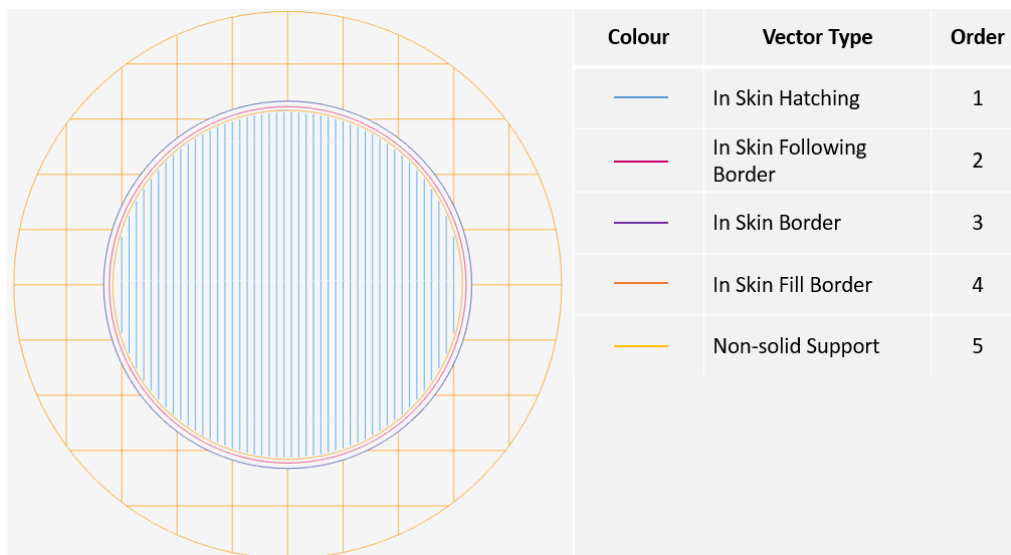 Colour Vector Type Order
In Skin Hatching 1
In Skin Following
Border 2
In Skin Border 3
In Skin Fill Border 4
Non-solid Support 5